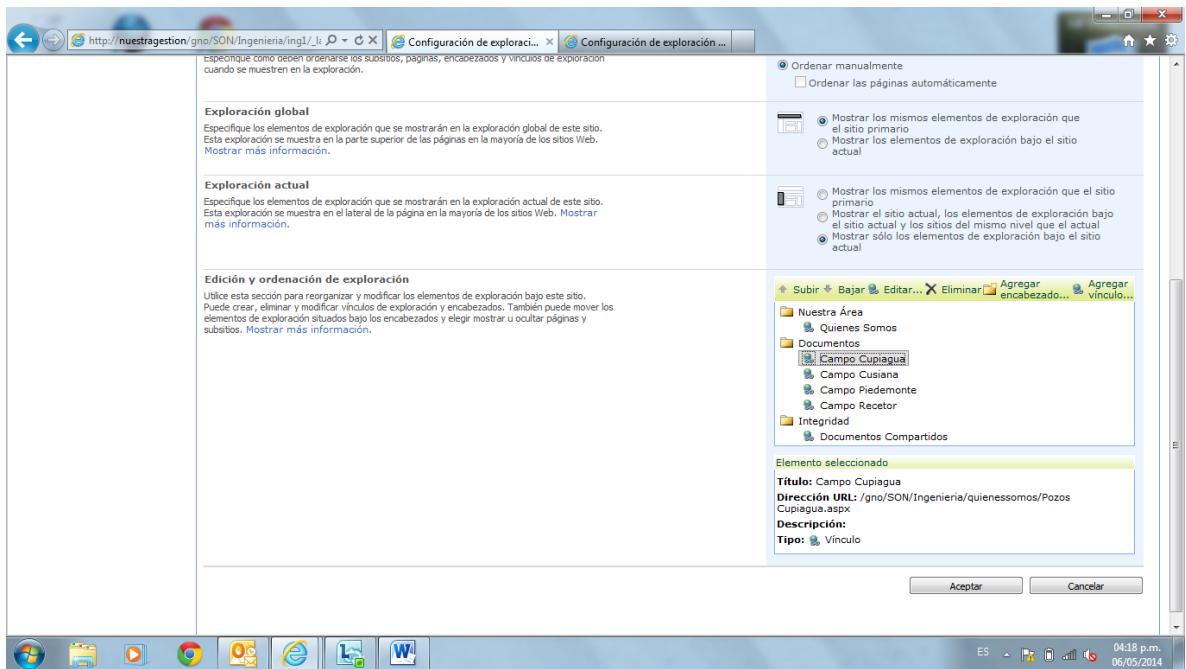 http://nuestragestion/gno/SON/Ingenieria/ing1/_l
Configuración de exploraci...
Configuración de exploración ...
Especifique cómo deben ordenarse los subsitios, páginas, encabezados y vínculos de exploración
cuando se muestren en la exploración.
Ordenar manualmente
Ordenar las páginas automáticamente
Exploración global
Especifique los elementos de exploración que se mostrarán en la exploración global de este sitio.
Esta exploración se muestra en la parte superior de las páginas en la mayoría de los sitios Web.
Mostrar más información.
Mostrar los mismos elementos de exploración que
el sitio primario
Mostrar los elementos de exploración bajo el sitio
actual
Exploración actual
Especifique los elementos de exploración que se mostrarán en la exploración actual de este sitio.
Esta exploración se muestra en el lateral de la página en la mayoría de los sitios Web. Mostrar
más información.
Mostrar los mismos elementos de exploración que el sitio
primario
Mostrar el sitio actual, los elementos de exploración bajo
el sitio actual y los sitios del mismo nivel que el actual
Mostrar sólo los elementos de exploración bajo el sitio
actual
Edición y ordenación de exploración
Utilice esta sección para reorganizar y modificar los elementos de exploración bajo este sitio.
Puede crear, eliminar y modificar vínculos de exploración y encabezados. También puede mover los
elementos de exploración situados bajo los encabezados y elegir mostrar u ocultar páginas y
subsitios. Mostrar más información.
Subir Bajar Editar... Eliminar Agregar encabezado... Agregar vínculo...
Nuestra Área
Quienes Somos
Documentos
Campo Cupiagua
Campo Cusiana
Campo Piedemonte
Campo Recetor
Integridad
Documentos Compartidos
Elemento seleccionado
Título: Campo Cupiagua
Dirección URL: /gno/SON/Ingenieria/quienessomos/Pozos
Cupiagua.aspx
Descripción:
Tipo: Vínculo
Aceptar
Cancelar
ES
04:18 p.m.
06/05/2014